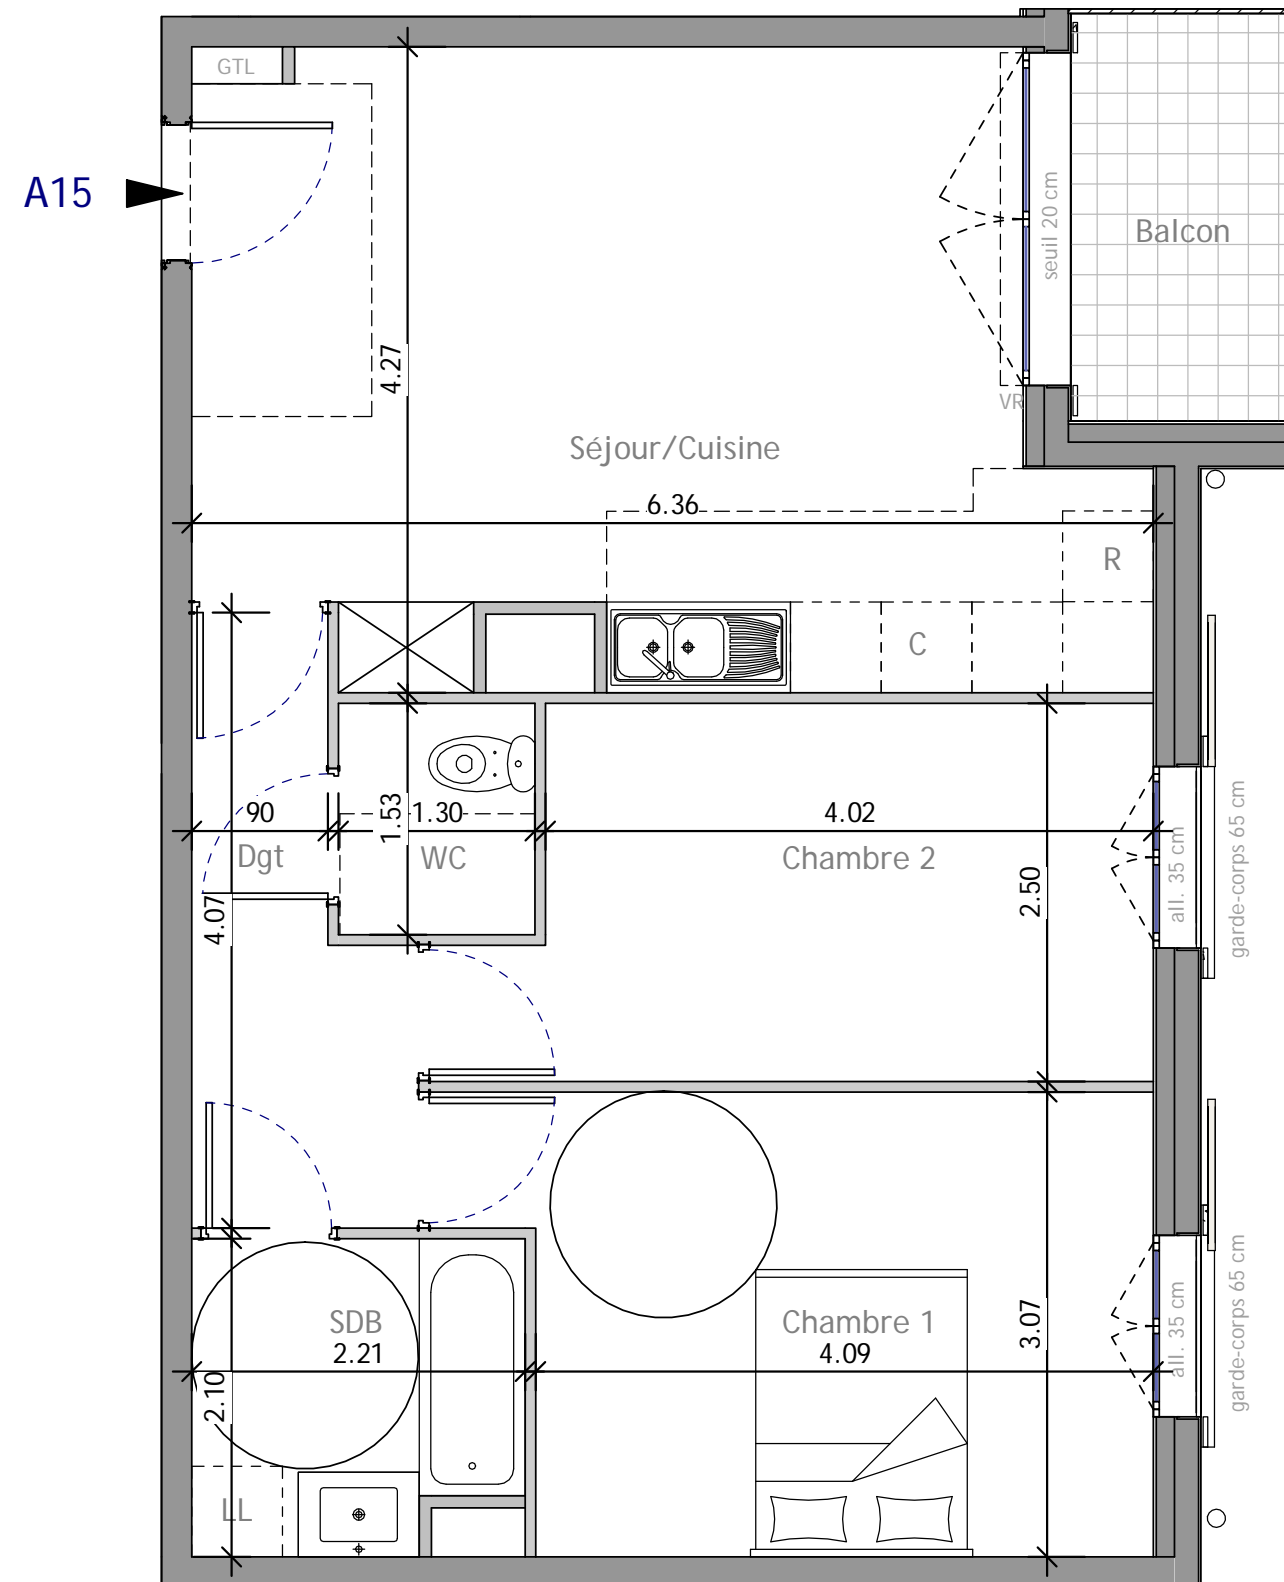 GTL
A15
seuil 20 cm
Balcon
4.27
VR
Séjour/Cuisine
6.36
R
C
90
1.53
1.30
4.02
Dgt
WC
Chambre 2
4.07
2.50
all. 35 cm
garde-corps 65 cm
SDB
2.21
Chambre 1
4.09
3.07
all. 35 cm
garde-corps 65 cm
2.10
LL